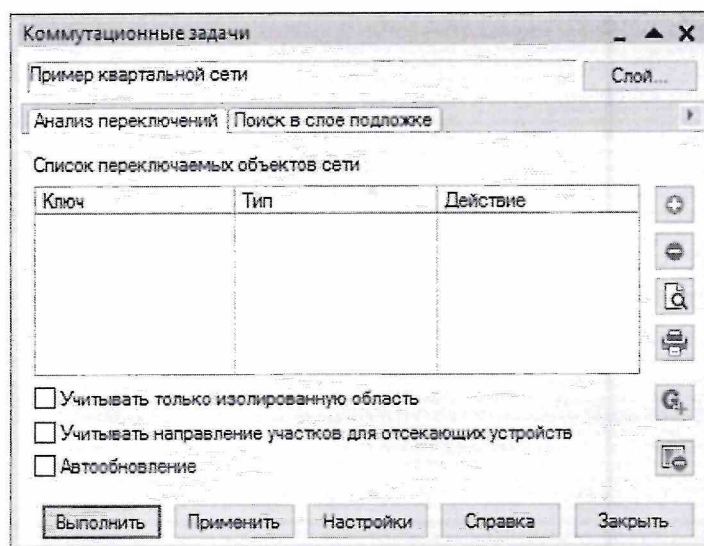 Коммутационные задачи
Пример квартальной сети
Слой...
Анализ переключений Поиск в слое подложке
Список переключаемых объектов сети
Ключ Тип Действие
Учитывать только изолированную область
Учитывать направление участков для отсекающих устройств
Автообновление
Выполнить Применить Настройки Справка Закрыть